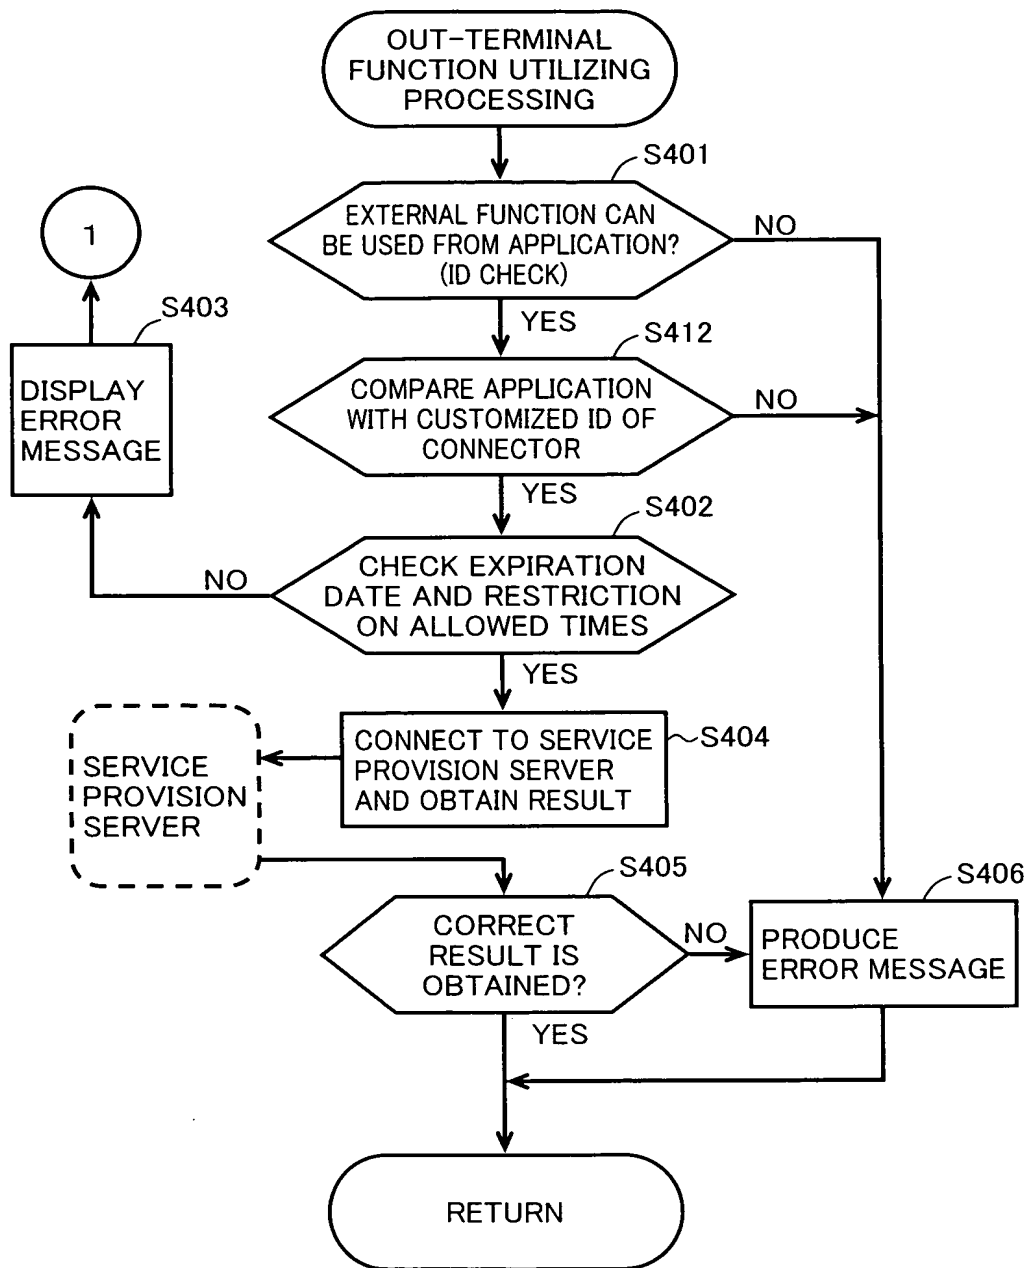 OUT-TERMINAL
FUNCTION UTILIZING
PROCESSING
S401
EXTERNAL FUNCTION CAN
BE USED FROM APPLICATION?
(ID CHECK)
NO
YES
1
S403
DISPLAY
ERROR
MESSAGE
S412
COMPARE APPLICATION
WITH CUSTOMIZED ID OF
CONNECTOR
NO
YES
S402
CHECK EXPIRATION
DATE AND RESTRICTION
ON ALLOWED TIMES
NO
YES
S404
CONNECT TO SERVICE
PROVISION SERVER
AND OBTAIN RESULT
SERVICE
PROVISION
SERVER
S405
CORRECT
RESULT IS
OBTAINED?
NO
YES
S406
PRODUCE
ERROR MESSAGE
RETURN